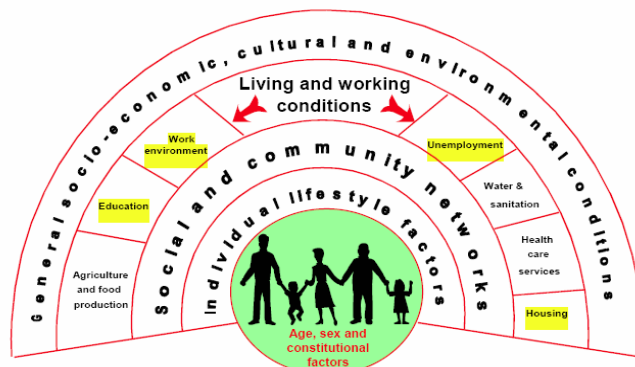 General socio-economic, cultural and environmental conditions
Living and working
conditions
Work
environment
Unemployment
Education
Water &
sanitation
Agriculture
and food
production
Health
care
services
Housing
Social and community networks
Individual lifestyle factors
Age, sex and
constitutional
factors